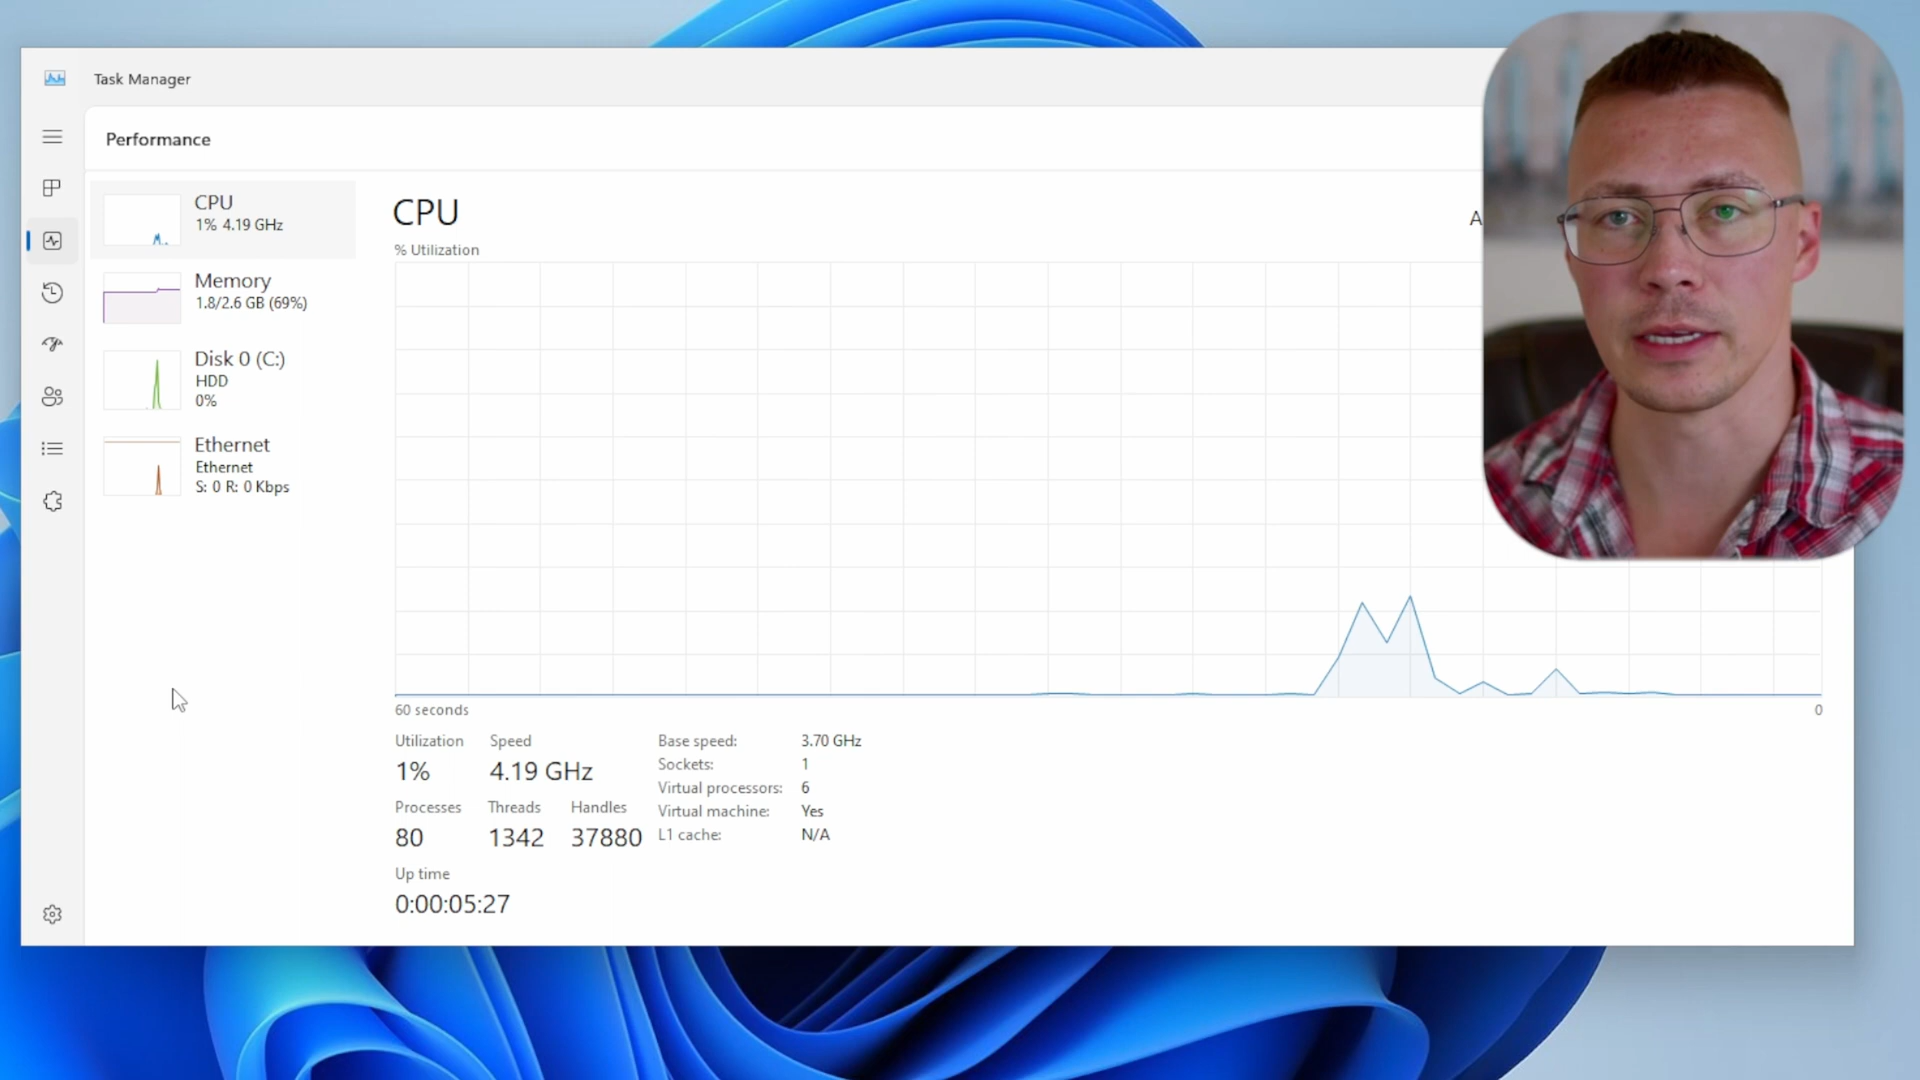 Task Manager
Performance
CPU
1% 4.19 GHz
Memory
1.8/2.6 GB (69%)
Disk 0 (C:)
HDD
0%
Ethernet
Ethernet
S: 0 R: 0 Kbps
CPU
A
% Utilization
60 seconds
0
Utilization
Speed
1%
4.19 GHz
Processes
Threads
Handles
80
1342
37880
Up time
0:00:05:27
Base speed: 3.70 GHz
Sockets: 1
Virtual processors: 6
Virtual machine: Yes
L1 cache: N/A